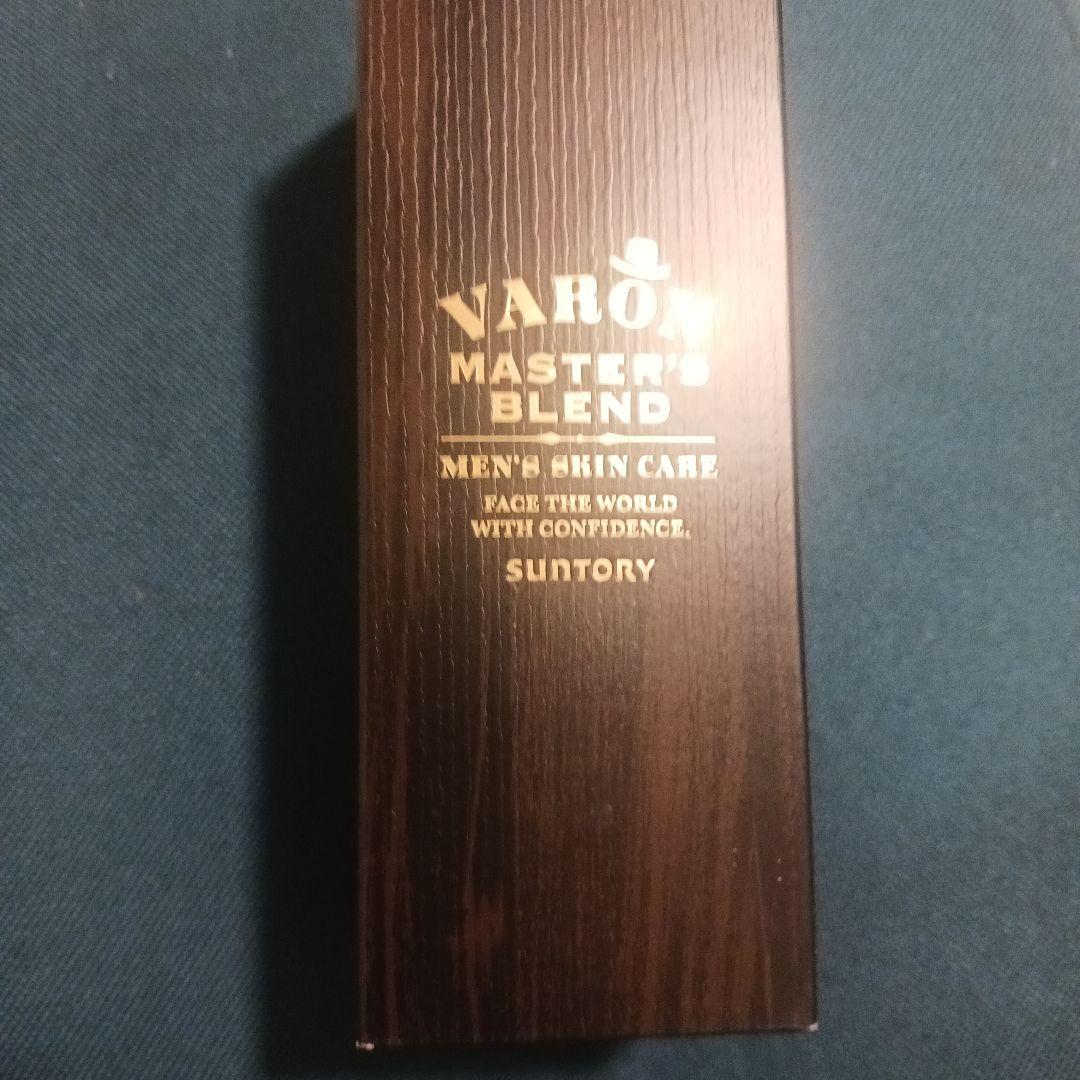 VARON
MASTER'S
BLEND
MEN'S SKIN CARE
FACE THE WORLD
WITH CONFIDENCE.
SUNTORY